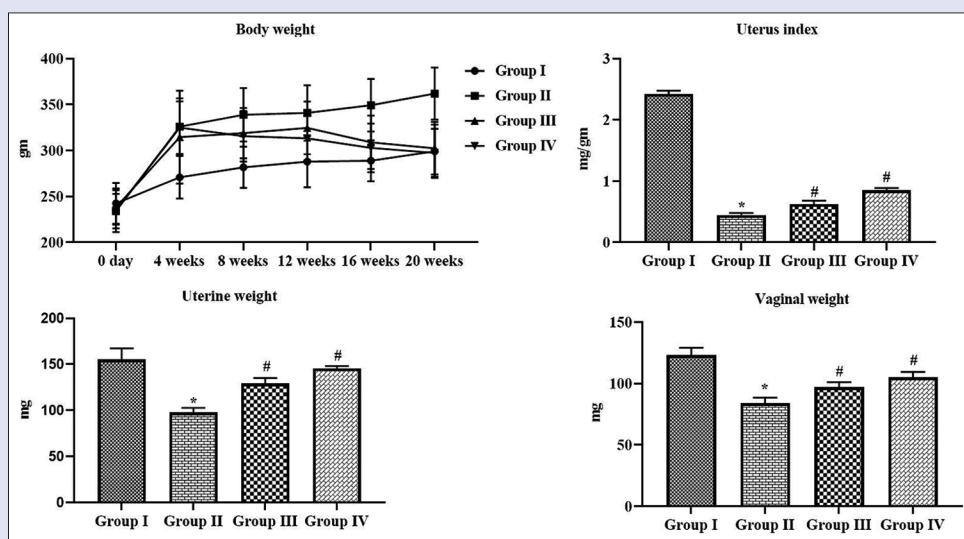 Body weight
400
350
300
250
200
gm
0 day 4 weeks 8 weeks 12 weeks 16 weeks 20 weeks
Group I
Group II
Group III
Group IV
Uterus index
3
2
1
0
mg/gm
* # #
Group I Group II Group III Group IV
Uterine weight
200
150
100
50
0
mg
* # #
Group I Group II Group III Group IV
Vaginal weight
150
100
50
0
mg
* # #
Group I Group II Group III Group IV